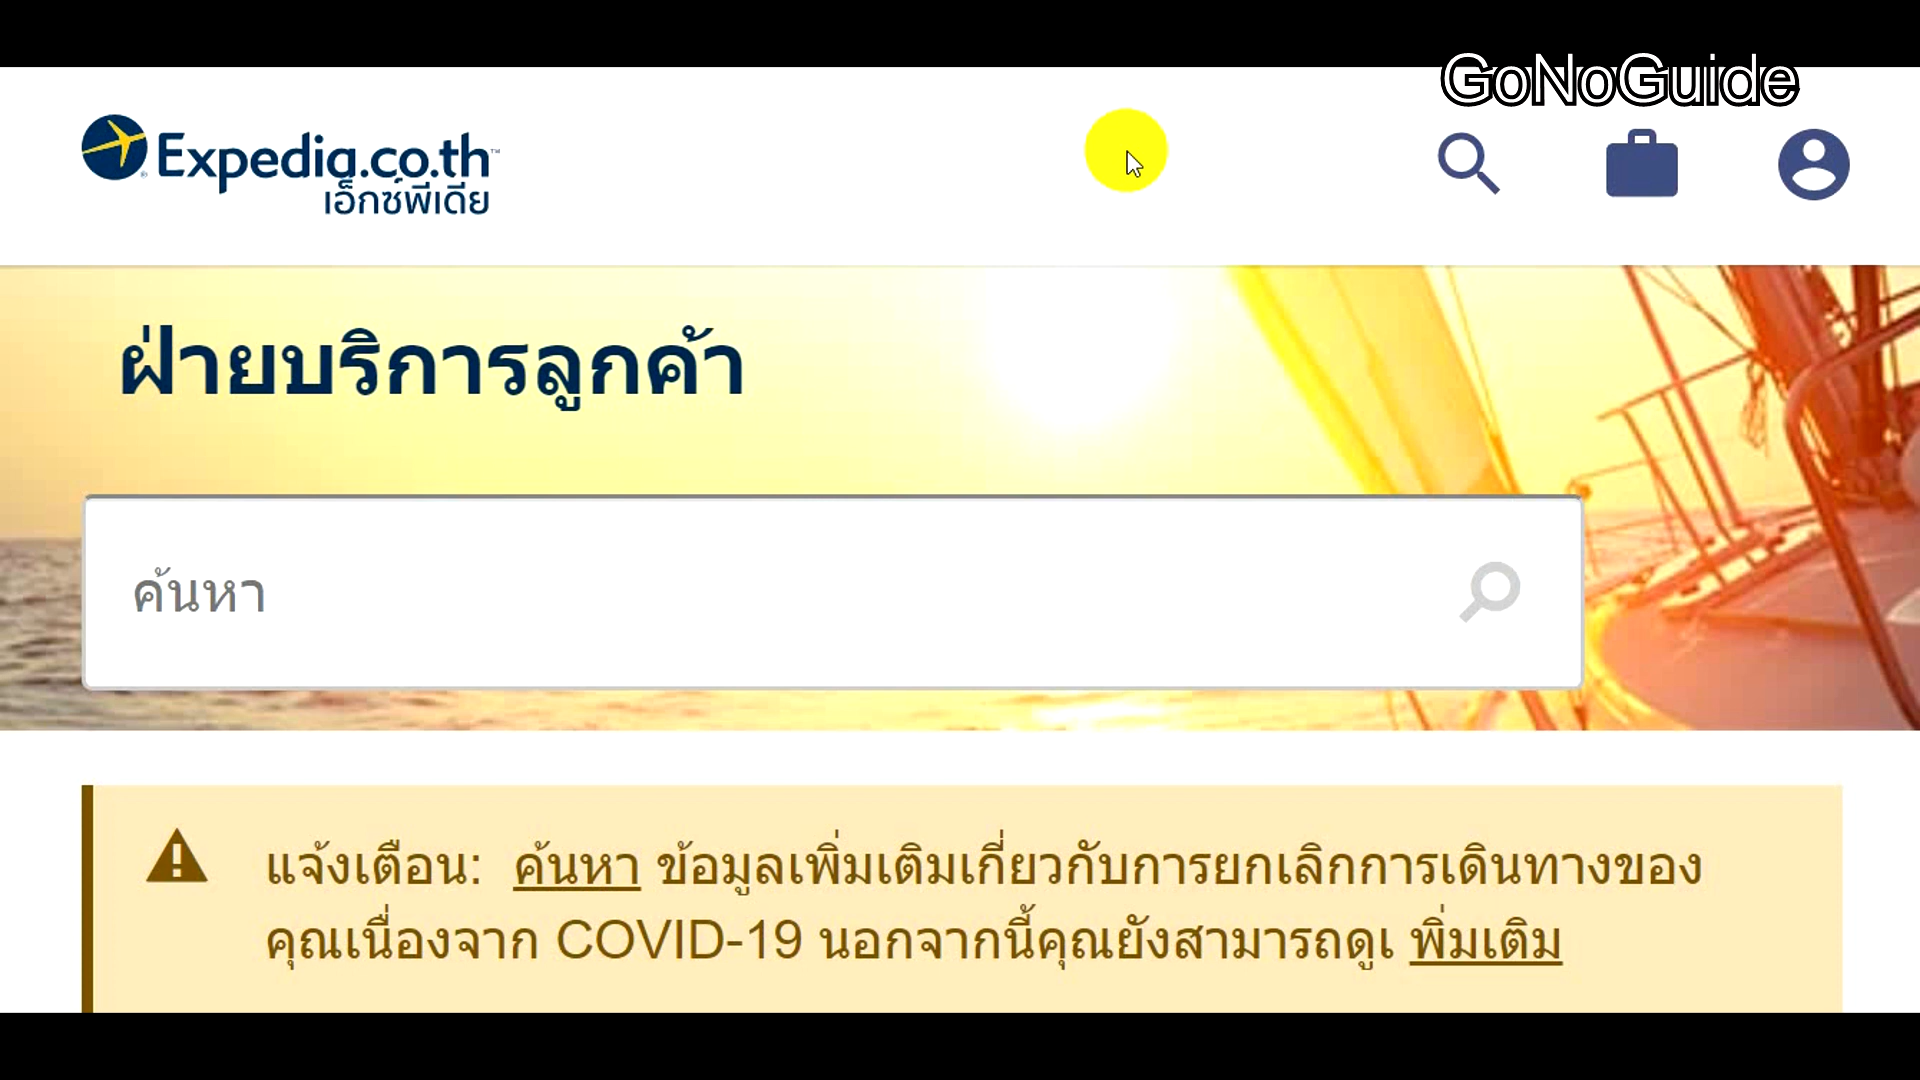 GoNoGuide
Expedia.co.th™
เอ็กซ์พีเดีย
ฝ่ายบริการลูกค้า
ค้นหา
แจ้งเตือน: ค้นหา ข้อมูลเพิ่มเติมเกี่ยวกับการยกเลิกการเดินทางของ
คุณเนื่องจาก COVID-19 นอกจากนี้คุณยังสามารถดูเ พิ่มเติม